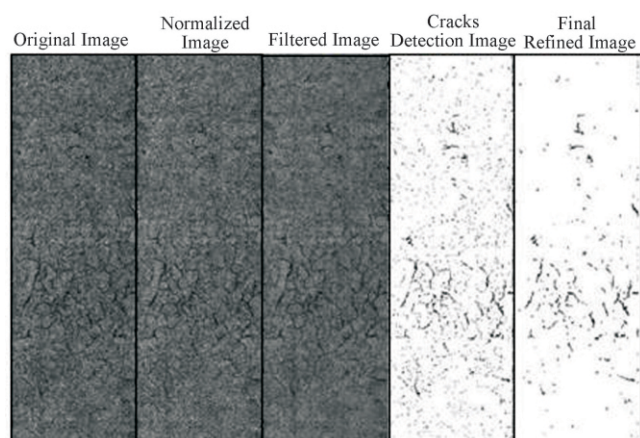 Original Image
Normalized
Image
Filtered Image
Cracks
Detection Image
Final
Refined Image